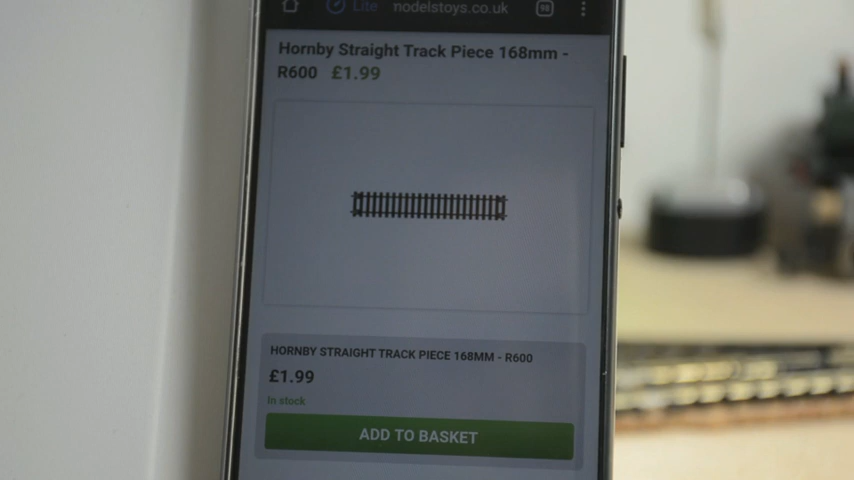 Lite nodelstoys.co.uk 98
Hornby Straight Track Piece 168mm -
R600 £1.99
HORNBY STRAIGHT TRACK PIECE 168MM - R600
£1.99
In stock
ADD TO BASKET